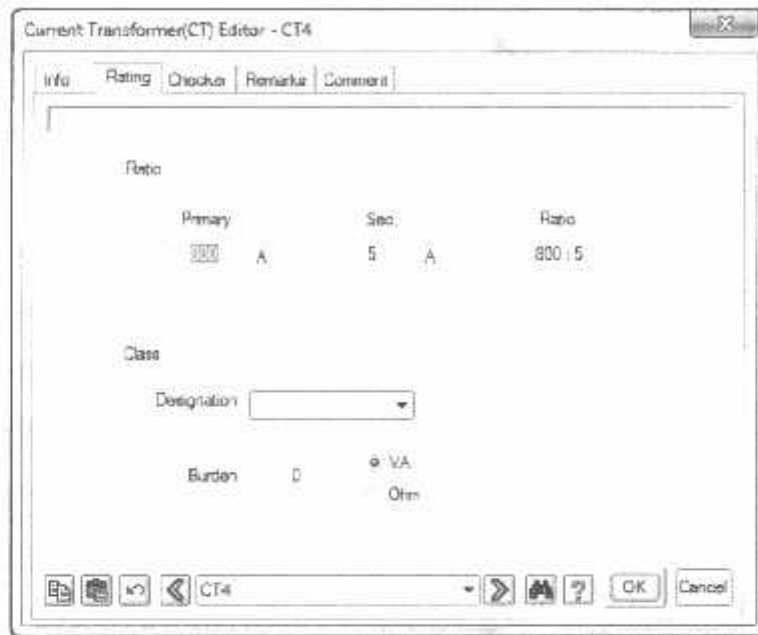 Current Transformer(CT) Editor - CT4
Info Rating Checker Remarks Comment
Ratio
Primary Sec. Ratio
A 5 A 800 : 5
Class
Designation
Burden 0 VA
Ohm
CT4 ? OK Cancel